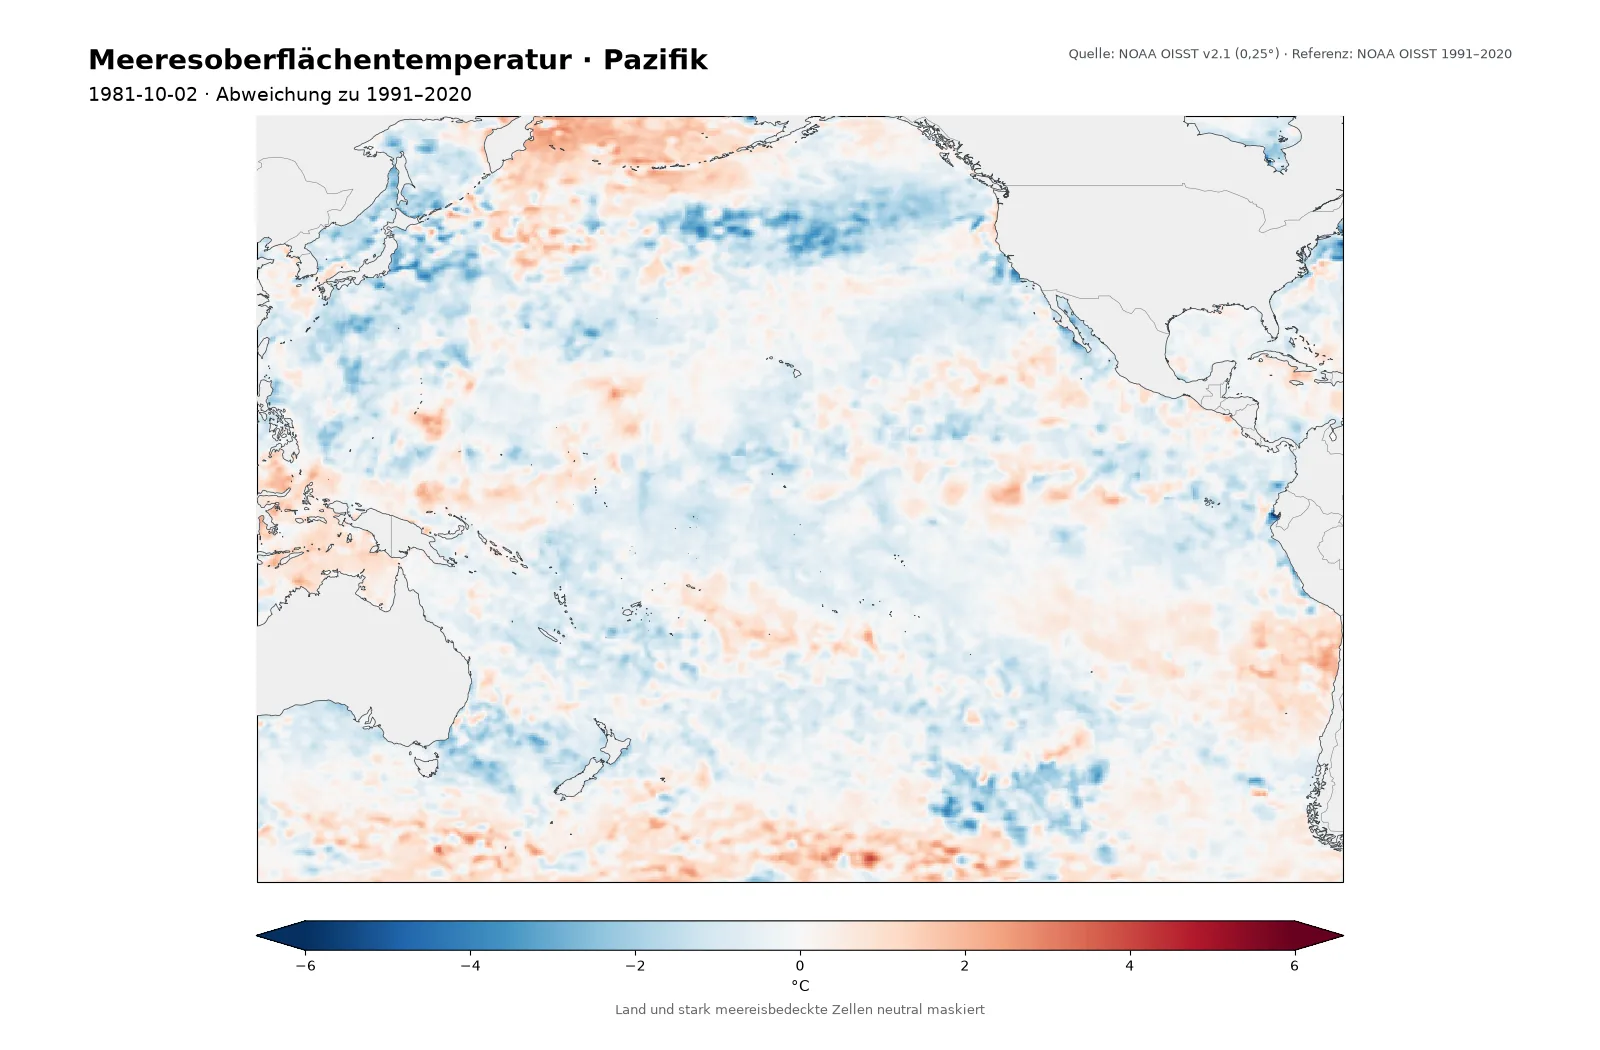 Meeresoberflächentemperatur · Pazifik
Quelle: NOAA OISST v2.1 (0,25°) · Referenz: NOAA OISST 1991–2020
1981-10-02 · Abweichung zu 1991–2020
−6 −4 −2 0 2 4 6
°C
Land und stark meereisbedeckte Zellen neutral maskiert